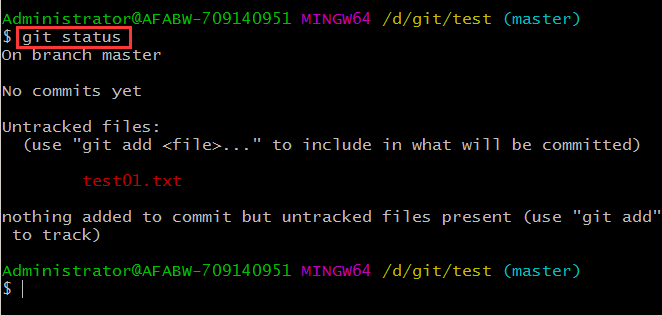 Administrator@AFABW-709140951 MINGW64 /d/git/test (master)
$ git status
On branch master
No commits yet
Untracked files:
(use "git add <file>..." to include in what will be committed)
test01.txt
nothing added to commit but untracked files present (use "git add"
to track)
Administrator@AFABW-709140951 MINGW64 /d/git/test (master)
$